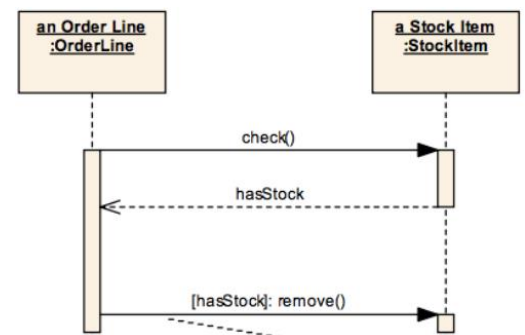 an Order Line
:OrderLine
a Stock Item
:StockItem
check()
hasStock
[hasStock]: remove()